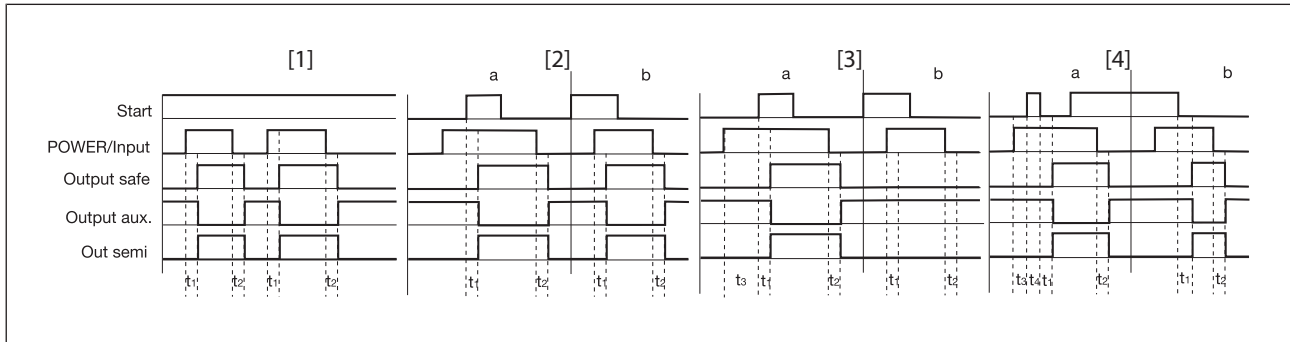 [1] [2] [3] [4]
a b a b a b
Start
POWER/Input
Output safe
Output aux.
Out semi
t1 t2 t1 t2 t1 t2 t1 t2 t3 t1 t2 t1 t2 t3 t4 t1 t2 t1 t2